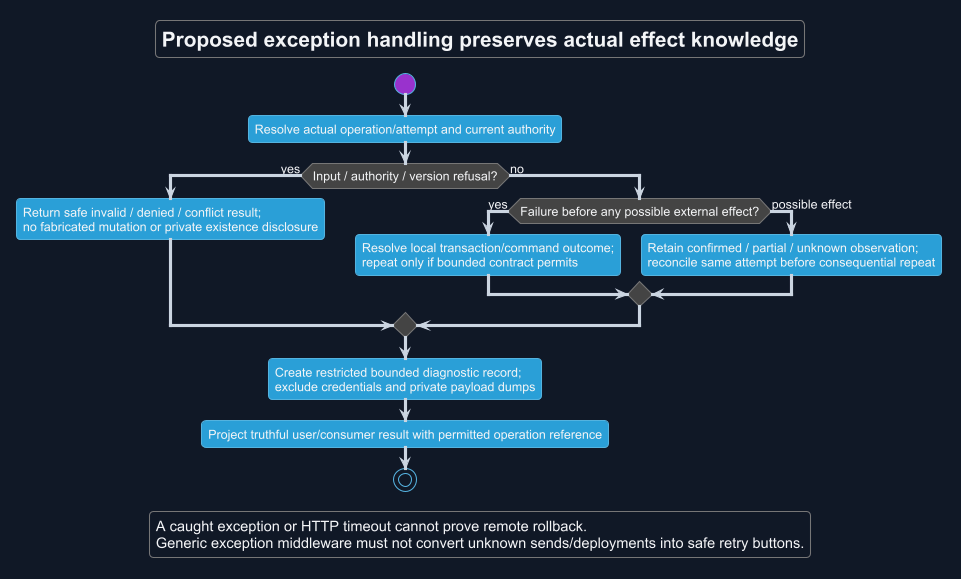 Proposed exception handling preserves actual effect knowledge
Resolve actual operation/attempt and current authority
yes
Input / authority / version refusal?
no
Return safe invalid / denied / conflict result;
no fabricated mutation or private existence disclosure
yes
Failure before any possible external effect?
possible effect
Resolve local transaction/command outcome;
repeat only if bounded contract permits
Retain confirmed / partial / unknown observation;
reconcile same attempt before consequential repeat
Create restricted bounded diagnostic record;
exclude credentials and private payload dumps
Project truthful user/consumer result with permitted operation reference
A caught exception or HTTP timeout cannot prove remote rollback.
Generic exception middleware must not convert unknown sends/deployments into safe retry buttons.